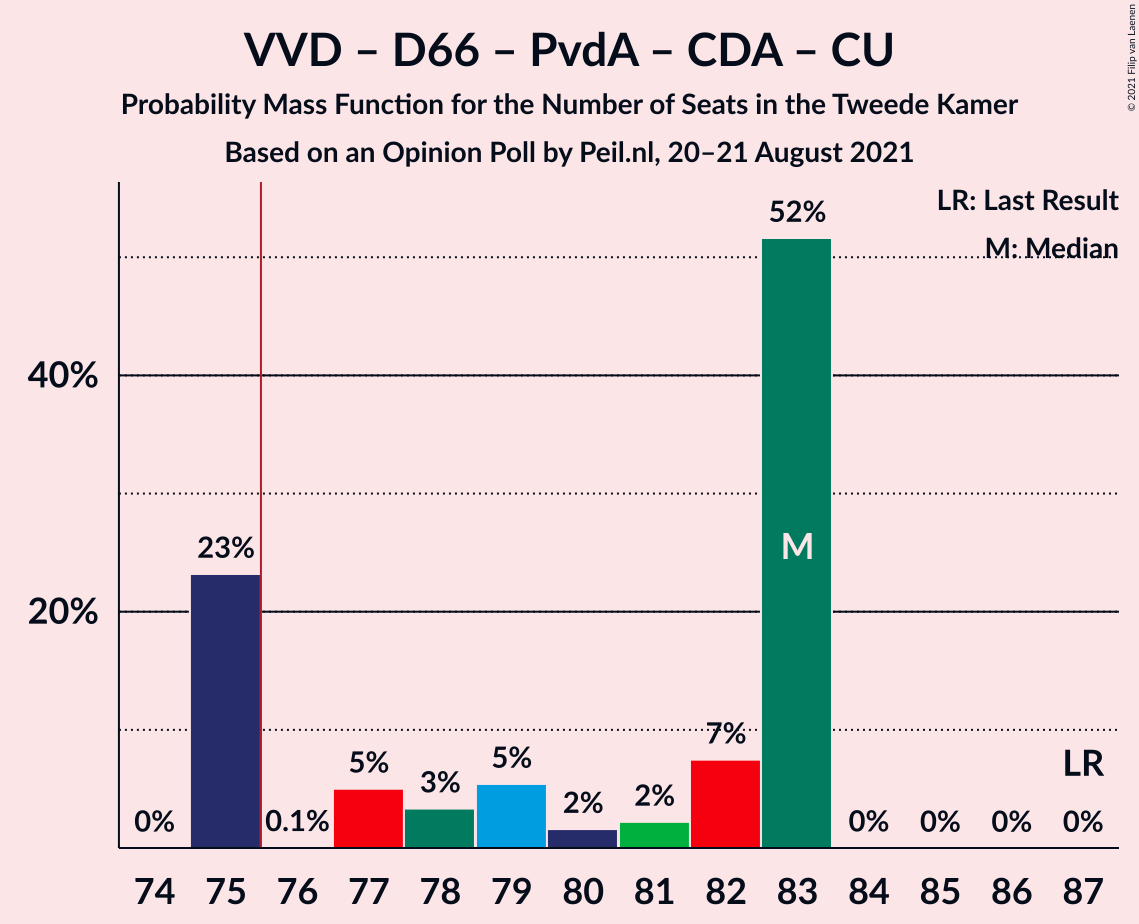 VVD – D66 – PvdA – CDA – CU
Probability Mass Function for the Number of Seats in the Tweede Kamer
Based on an Opinion Poll by Peil.nl, 20–21 August 2021
© 2021 Filip van Laenen
LR: Last Result
M: Median
52%
40%
M
23%
20%
7%
5%
3%
5%
2%
2%
LR
0%
0.1%
0%
0%
0%
0%
74 75 76 77 78 79 80 81 82 83 84 85 86 87